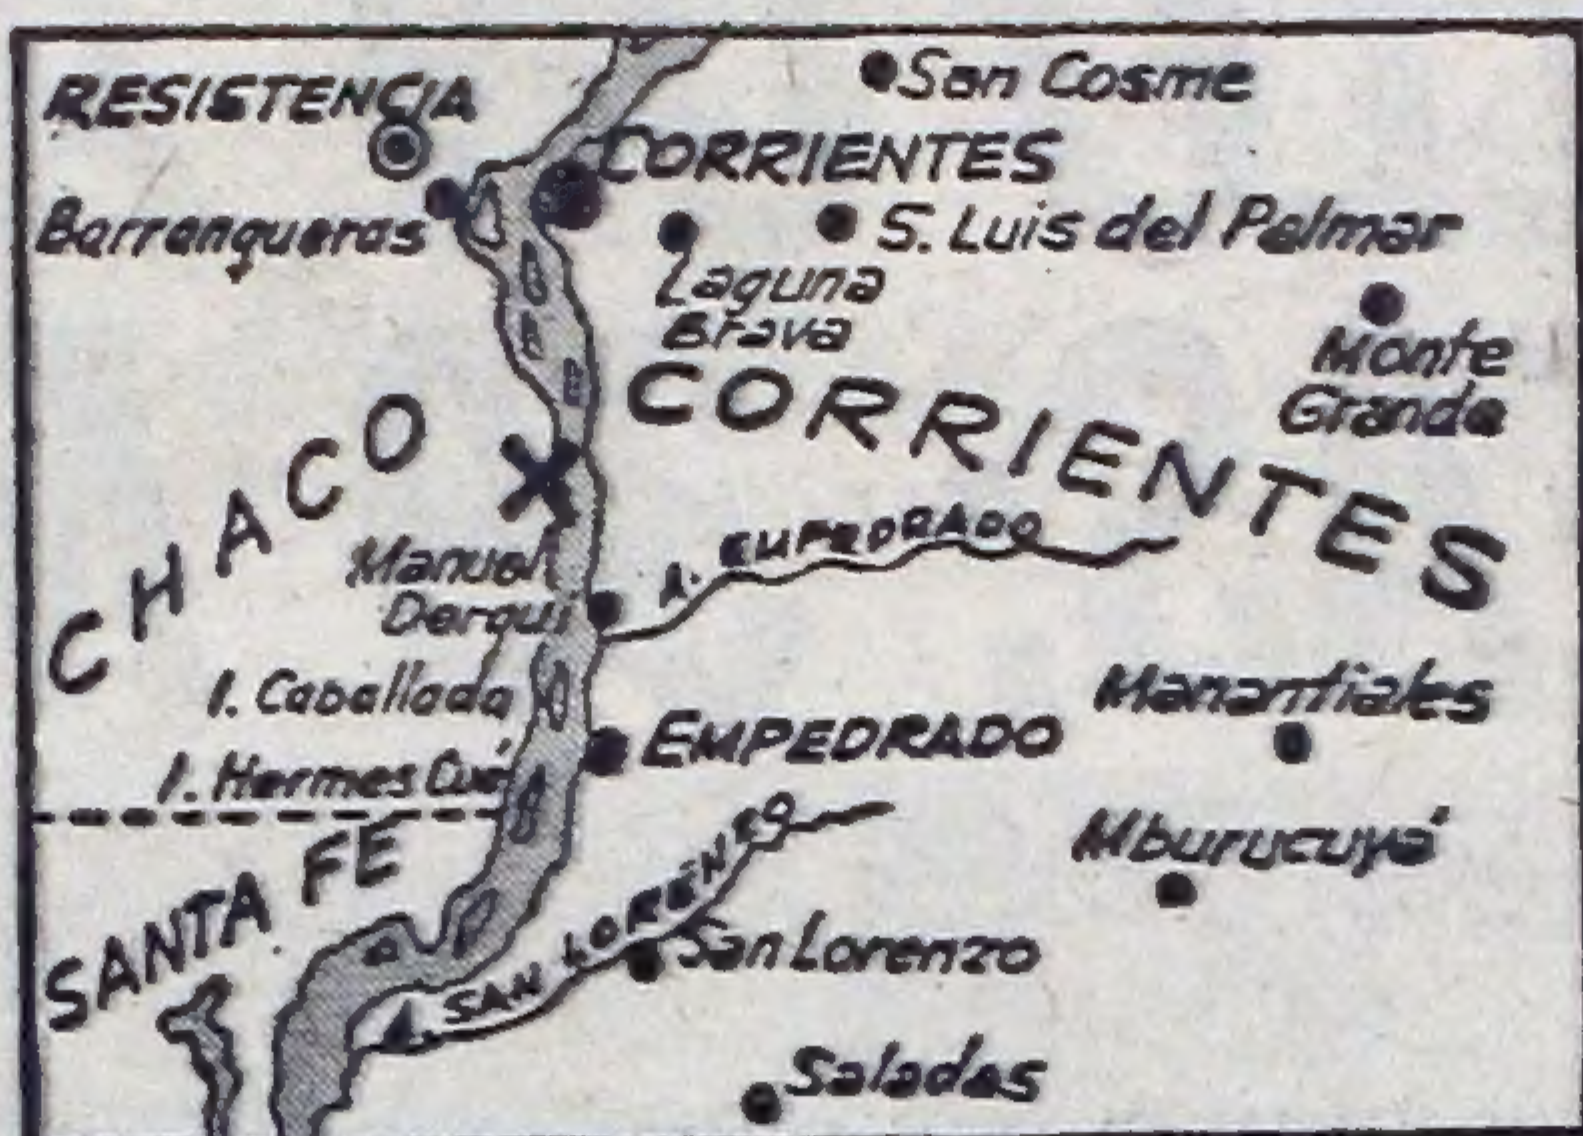 RESISTENCIA
San Cosme
CORRIENTES
Barranqueras
S. Luis del Palmar
Laguna
Brava
Monte
Grande
CORRIENTES
CHACO
A. EMPEDRADO
Manuel
Derqui
I. Caballada
Manantiales
EMPEDRADO
I. Hermes Cué
Mburucuyá
SANTA FE
A. SAN LORENZO
San Lorenzo
Saladas